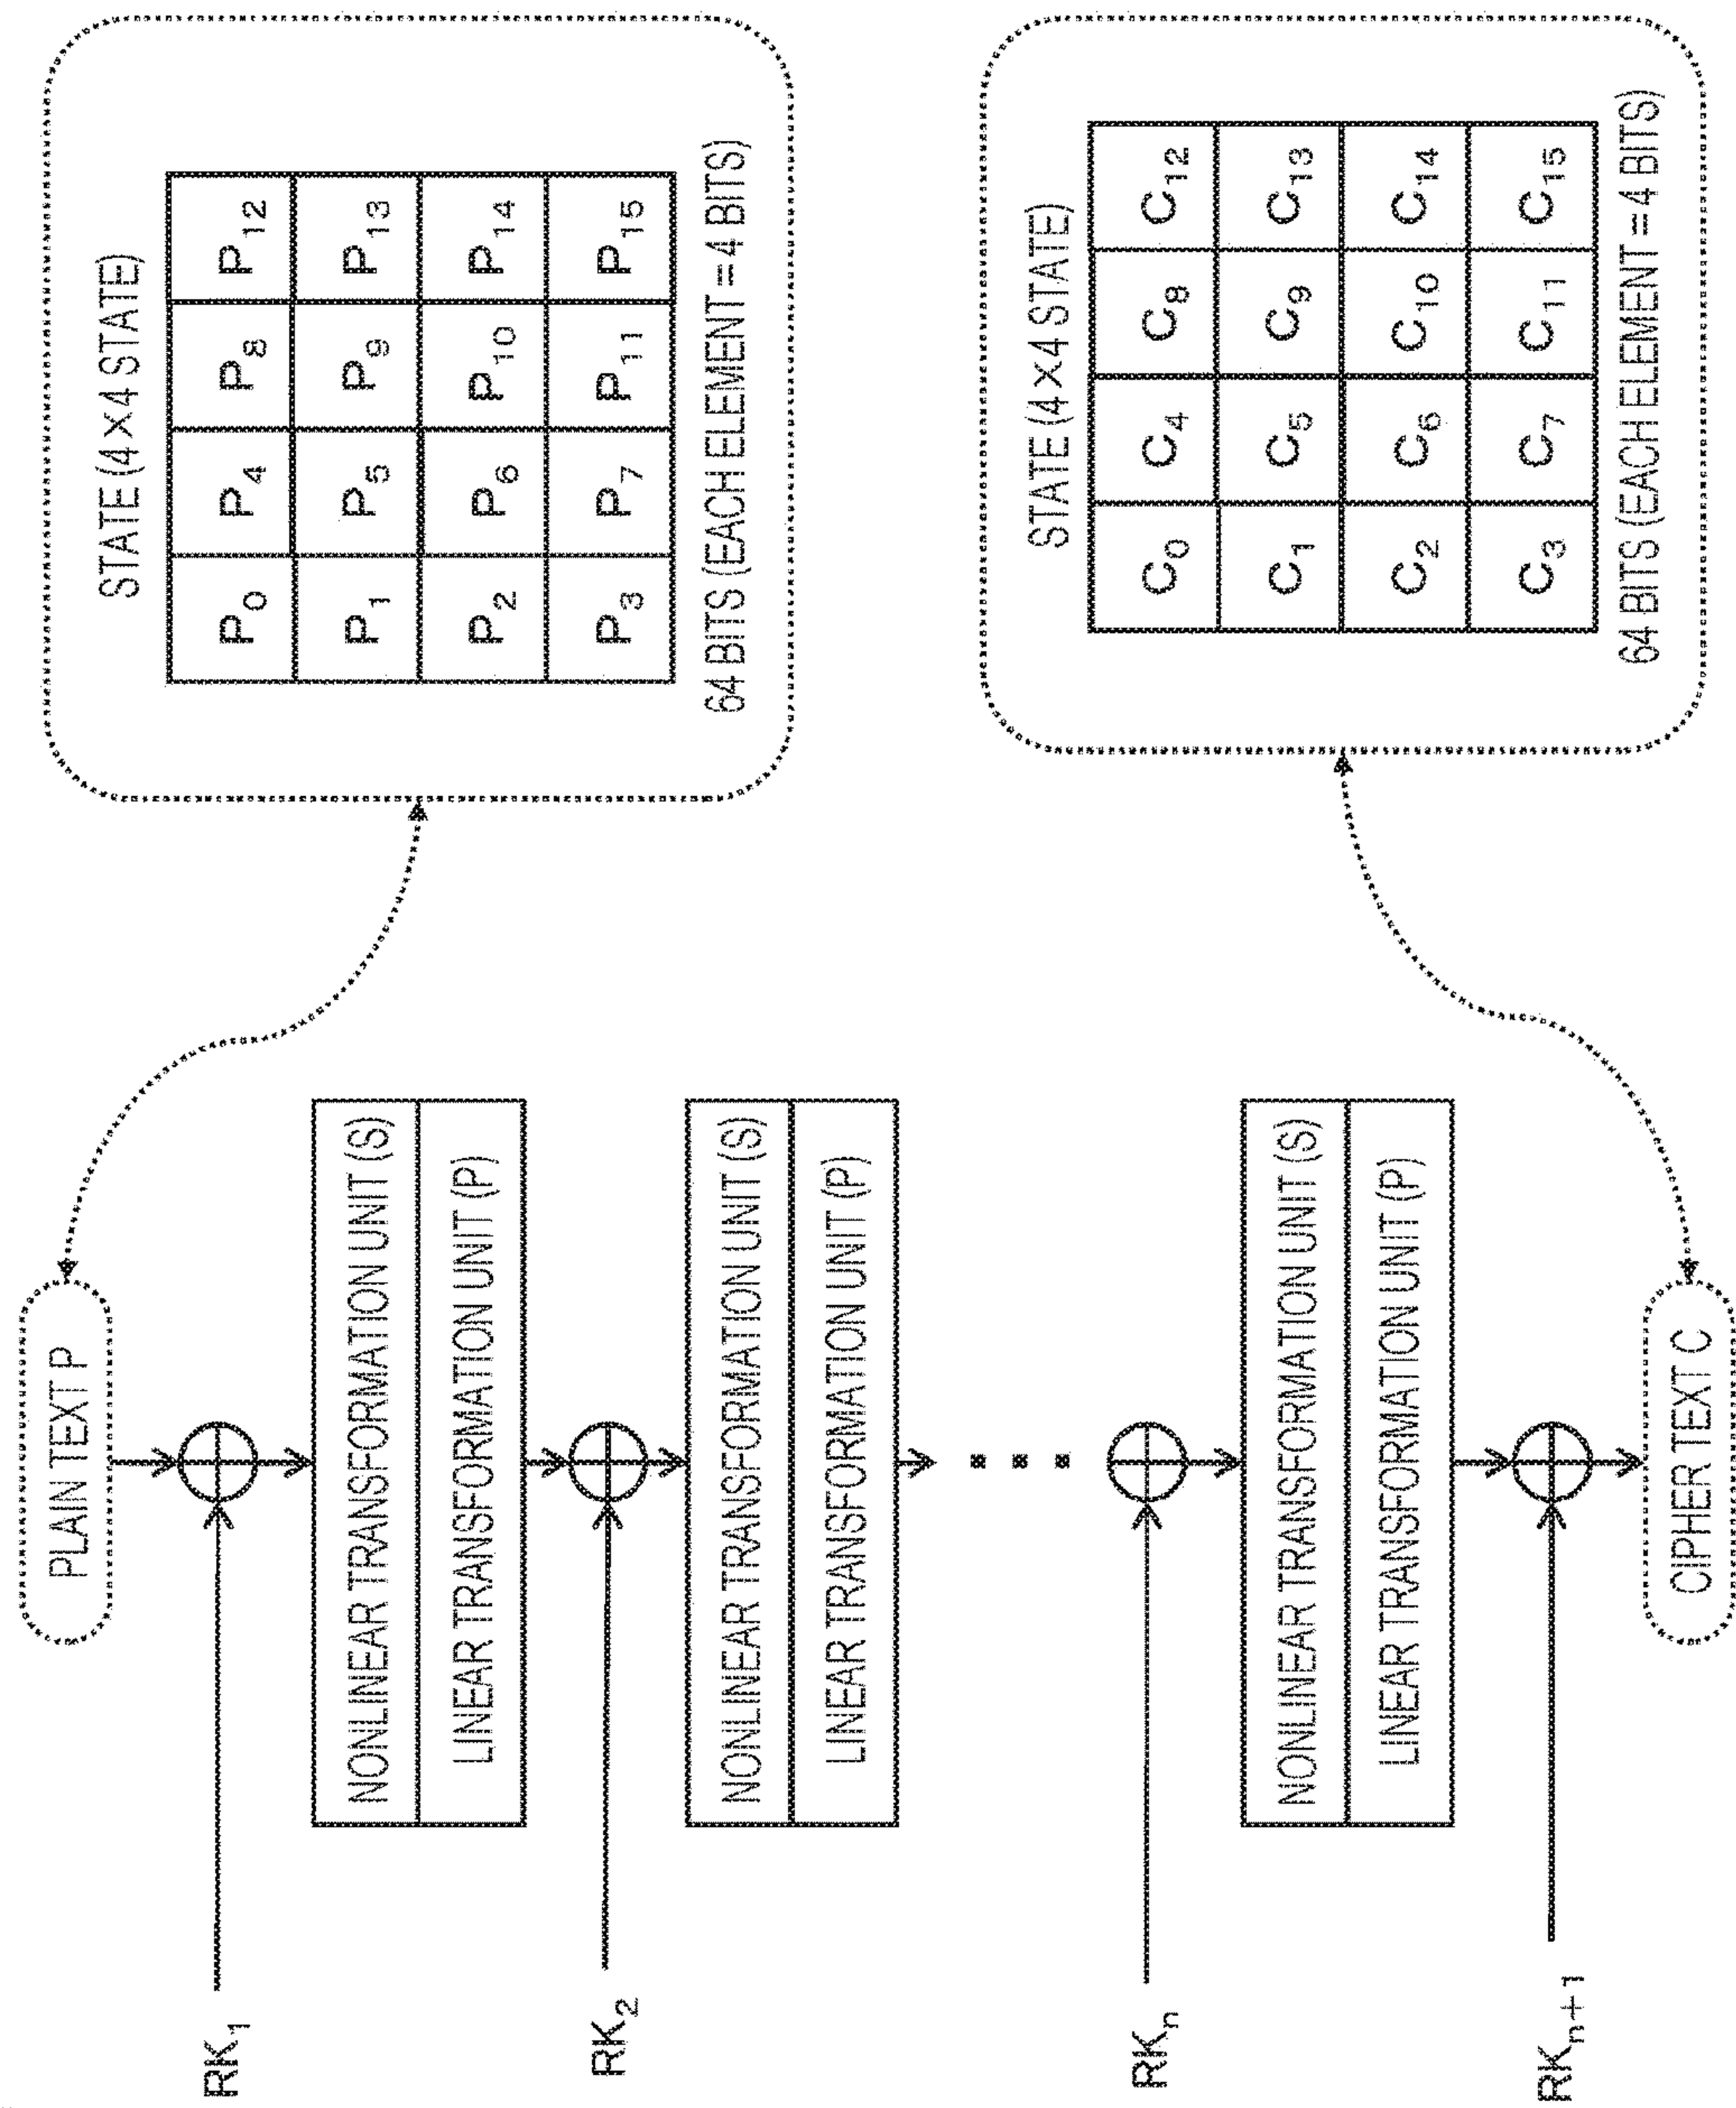 PLAIN TEXT P
RK₁
NONLINEAR TRANSFORMATION UNIT (S)
LINEAR TRANSFORMATION UNIT (P)
RK₂
NONLINEAR TRANSFORMATION UNIT (S)
LINEAR TRANSFORMATION UNIT (P)
RKₙ
NONLINEAR TRANSFORMATION UNIT (S)
LINEAR TRANSFORMATION UNIT (P)
RKₙ₊₁
CIPHER TEXT C
STATE (4×4 STATE)
P₀ P₄ P₈ P₁₂
P₁ P₅ P₉ P₁₃
P₂ P₆ P₁₀ P₁₄
P₃ P₇ P₁₁ P₁₅
64 BITS (EACH ELEMENT=4 BITS)
STATE (4×4 STATE)
C₀ C₄ C₈ C₁₂
C₁ C₅ C₉ C₁₃
C₂ C₆ C₁₀ C₁₄
C₃ C₇ C₁₁ C₁₅
64 BITS (EACH ELEMENT=4 BITS)